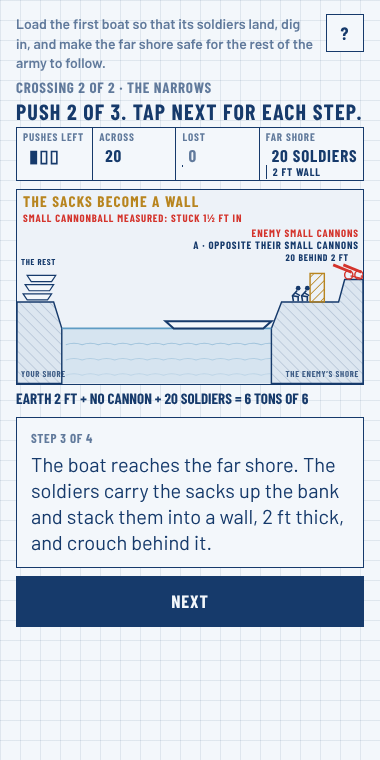 Load the first boat so that its soldiers land, dig
in, and make the far shore safe for the rest of the
army to follow.
?
CROSSING 2 OF 2 · THE NARROWS
PUSH 2 OF 3. TAP NEXT FOR EACH STEP.
PUSHES LEFT
ACROSS
20
LOST
0
FAR SHORE
20 SOLDIERS
2 FT WALL
THE SACKS BECOME A WALL
SMALL CANNONBALL MEASURED: STUCK 1½ FT IN
ENEMY SMALL CANNONS
A · OPPOSITE THEIR SMALL CANNONS
20 BEHIND 2 FT
THE REST
YOUR SHORE
THE ENEMY'S SHORE
EARTH 2 FT + NO CANNON + 20 SOLDIERS = 6 TONS OF 6
STEP 3 OF 4
The boat reaches the far shore. The
soldiers carry the sacks up the bank
and stack them into a wall, 2 ft thick,
and crouch behind it.
NEXT